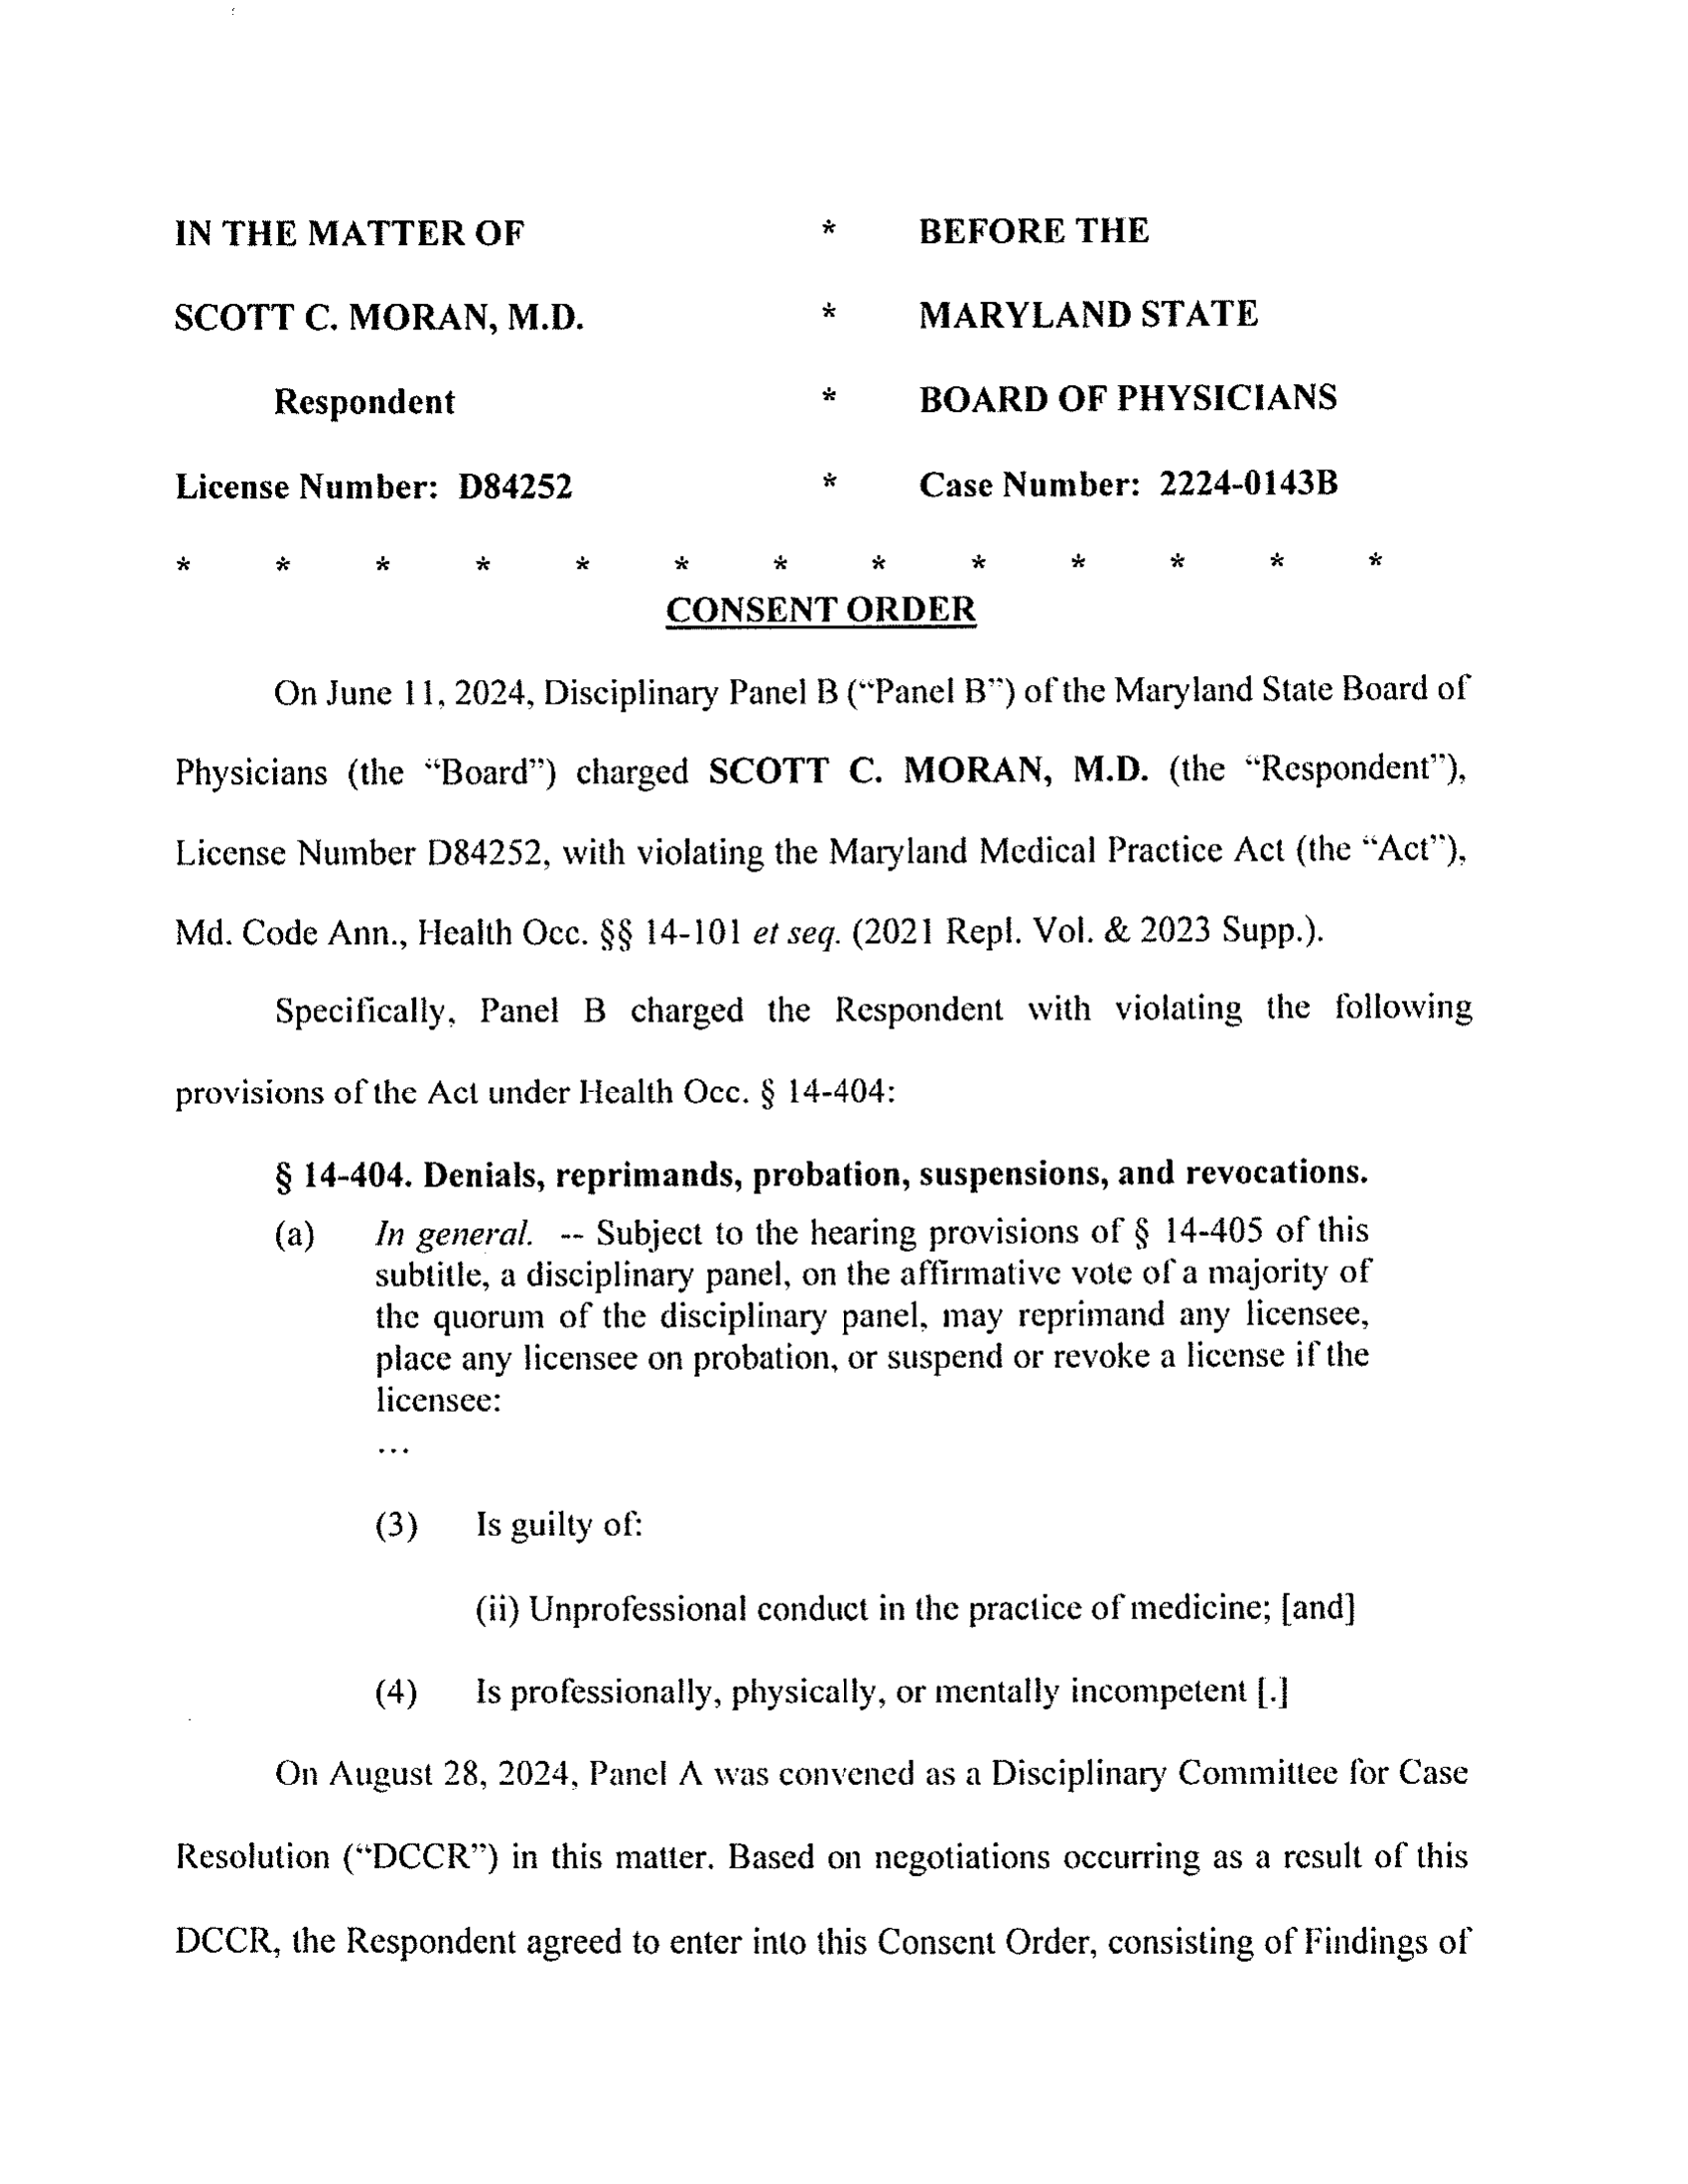 IN THE MATTER OF * BEFORE THE
SCOTT C. MORAN, M.D. * MARYLAND STATE
Respondent * BOARD OF PHYSICIANS
License Number: D84252 * Case Number: 2224-0143B
* * * * * * * * * * * * *
CONSENT ORDER
On June 11, 2024, Disciplinary Panel B (“Panel B”) of the Maryland State Board of
Physicians (the “Board”) charged SCOTT C. MORAN, M.D. (the “Respondent”),
License Number D84252, with violating the Maryland Medical Practice Act (the “Act”),
Md. Code Ann., Health Occ. §§ 14-101 et seq. (2021 Repl. Vol. & 2023 Supp.).
Specifically, Panel B charged the Respondent with violating the following
provisions of the Act under Health Occ. § 14-404:
§ 14-404. Denials, reprimands, probation, suspensions, and revocations.
(a) In general. -- Subject to the hearing provisions of § 14-405 of this
subtitle, a disciplinary panel, on the affirmative vote of a majority of
the quorum of the disciplinary panel, may reprimand any licensee,
place any licensee on probation, or suspend or revoke a license if the
licensee:
…
(3) Is guilty of:
(ii) Unprofessional conduct in the practice of medicine; [and]
(4) Is professionally, physically, or mentally incompetent [.]
On August 28, 2024, Panel A was convened as a Disciplinary Committee for Case
Resolution (“DCCR”) in this matter. Based on negotiations occurring as a result of this
DCCR, the Respondent agreed to enter into this Consent Order, consisting of Findings of